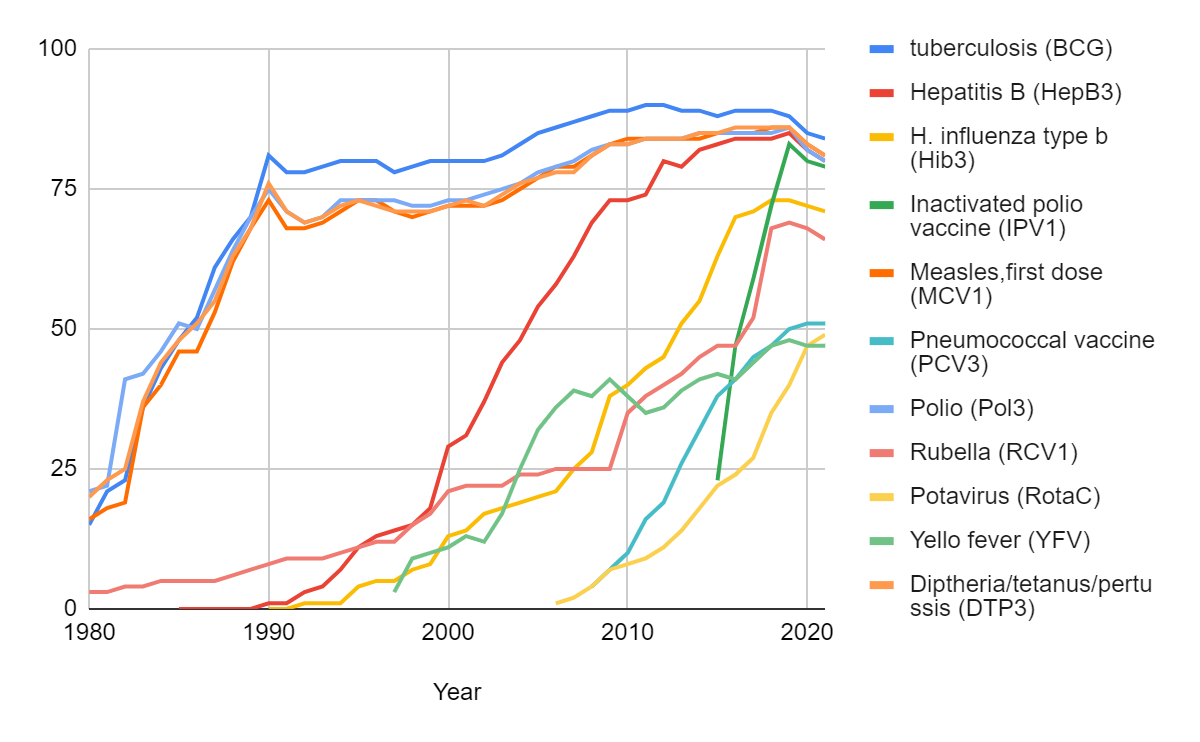 100
75
50
25
0
1980
1990
2000
2010
2020
Year
tuberculosis (BCG)
Hepatitis B (HepB3)
H. influenza type b
(Hib3)
Inactivated polio
vaccine (IPV1)
Measles,first dose
(MCV1)
Pneumococcal vaccine
(PCV3)
Polio (Pol3)
Rubella (RCV1)
Potavirus (RotaC)
Yello fever (YFV)
Diptheria/tetanus/pertu
ssis (DTP3)